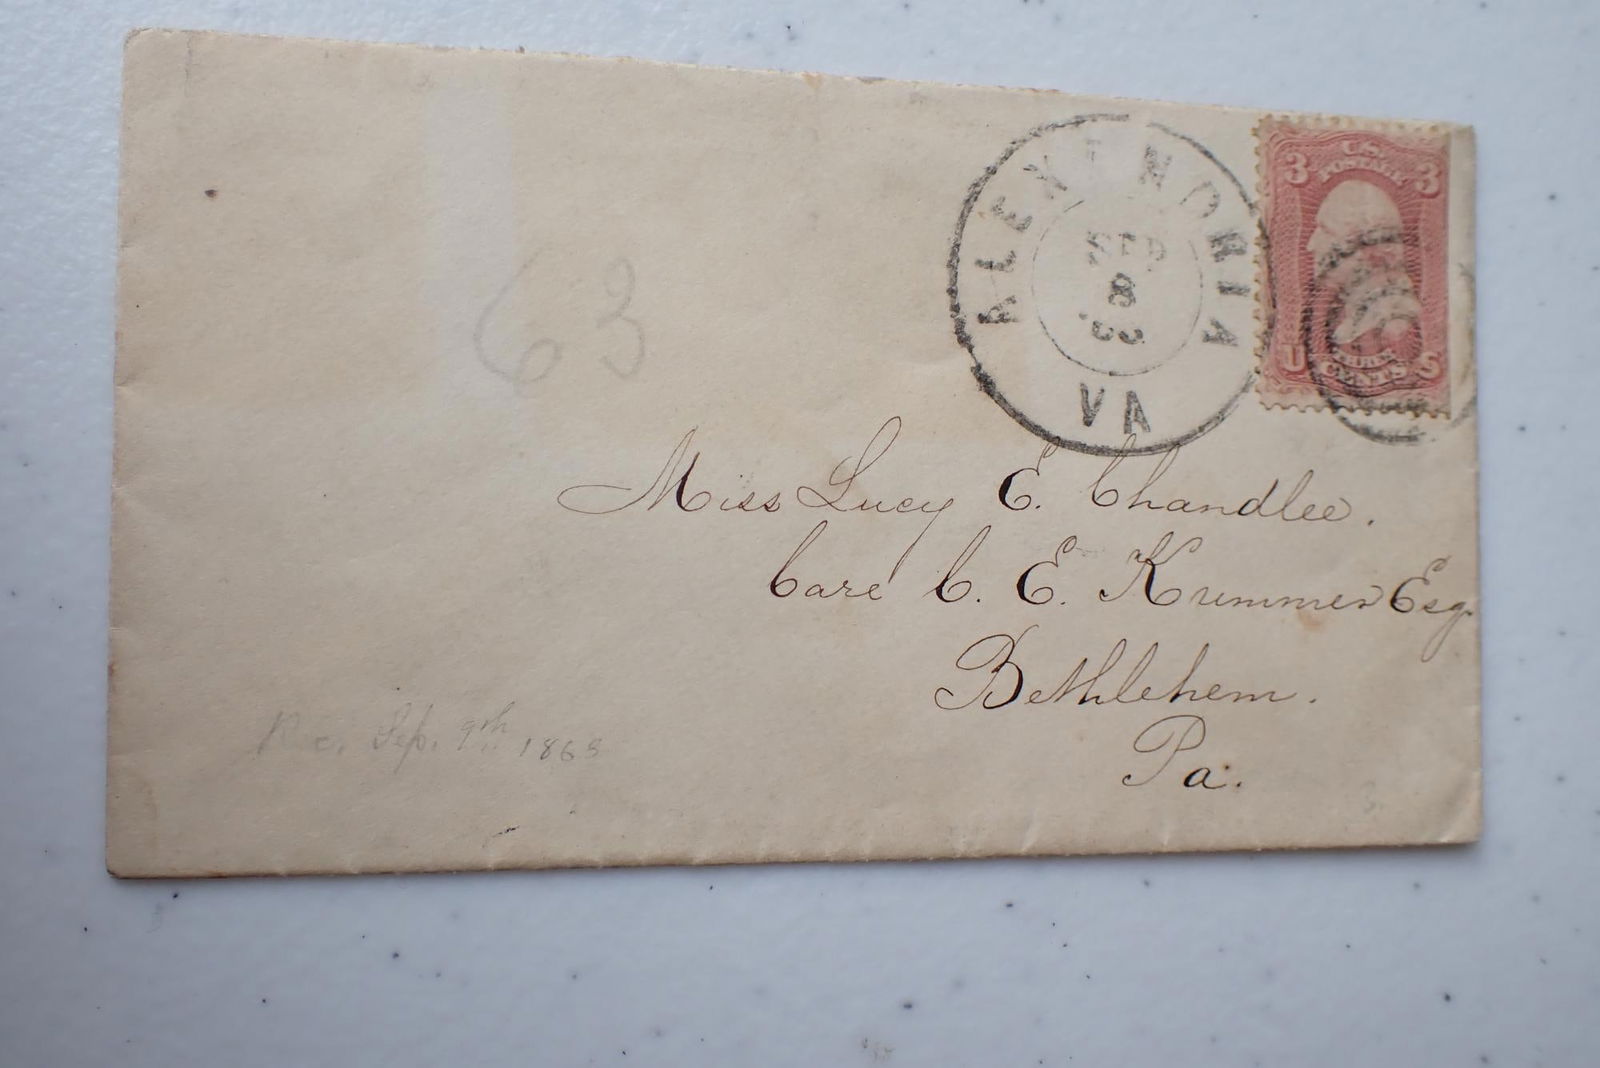 3 U.S. 3
POSTAGE
U THREE S
CENTS
ALEXANDRIA
SEP
8
VA
63
Miss Lucy E. Chandlee.
Care C. E. Kummer Esq
Bethlehem.
Pa.
Rec. Sep. 9th 1865